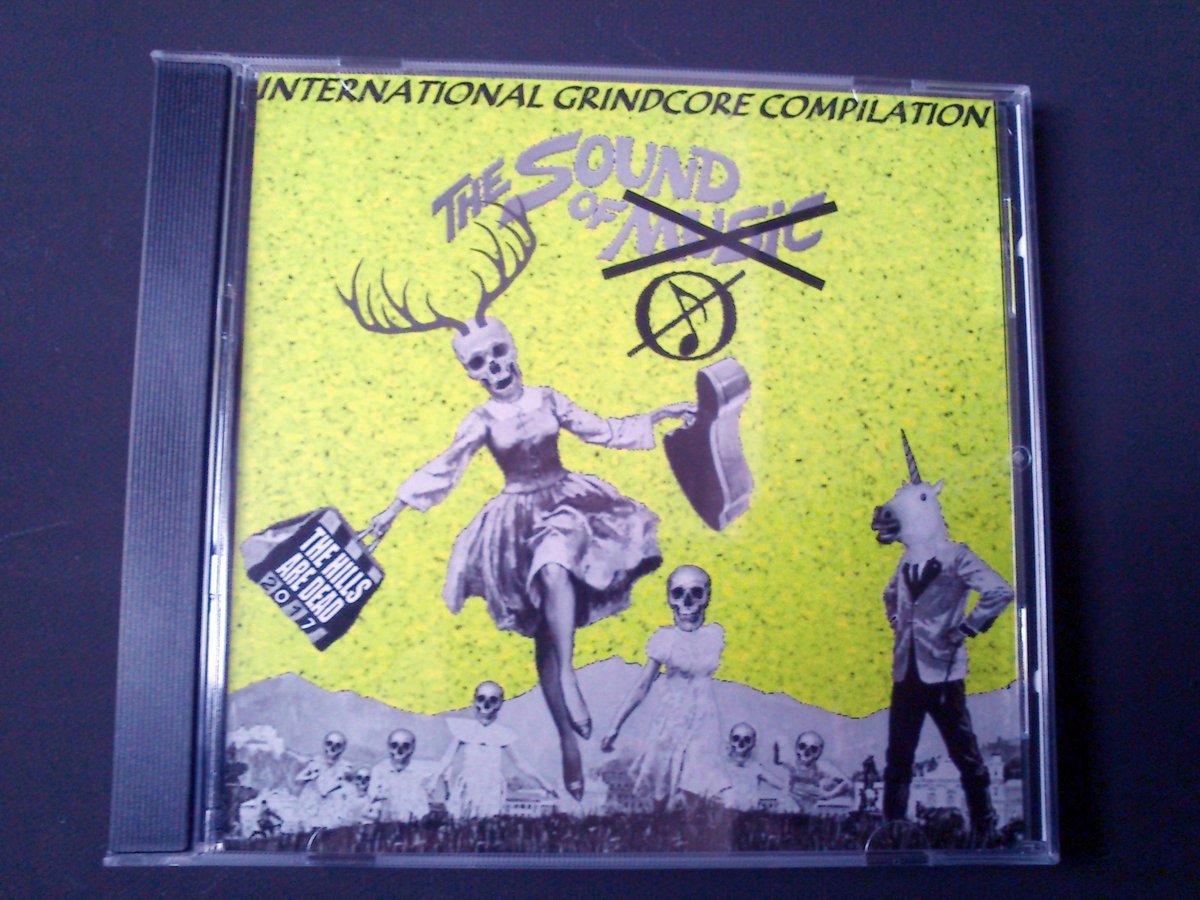 INTERNATIONAL GRINDCORE COMPILATION
THE SOUND
OF MUSIC
THE HILLS
ARE DEAD
2017